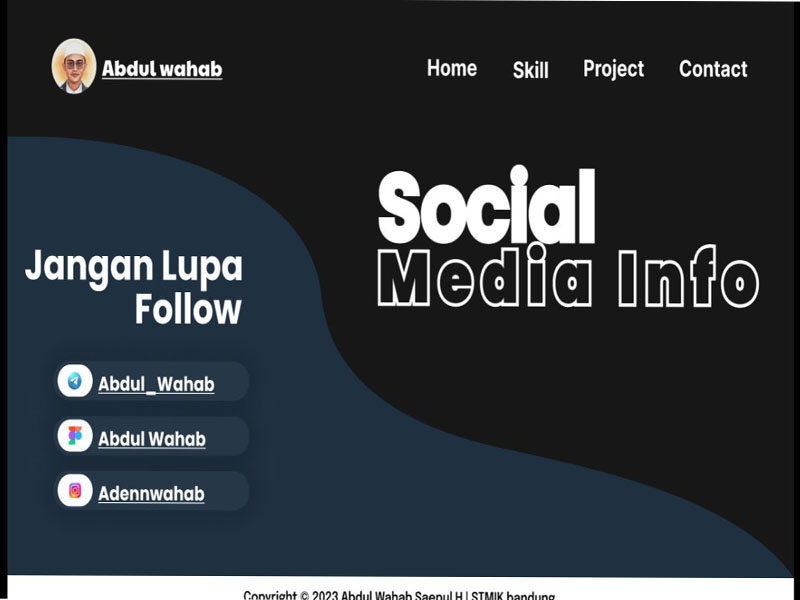 Abdul wahab
Home Skill Project Contact
Social
Media Info
Jangan Lupa
Follow
Abdul_Wahab
Abdul Wahab
Adennwahab
Copyright © 2023 Abdul Wahab Saepul H | STMIK bandung